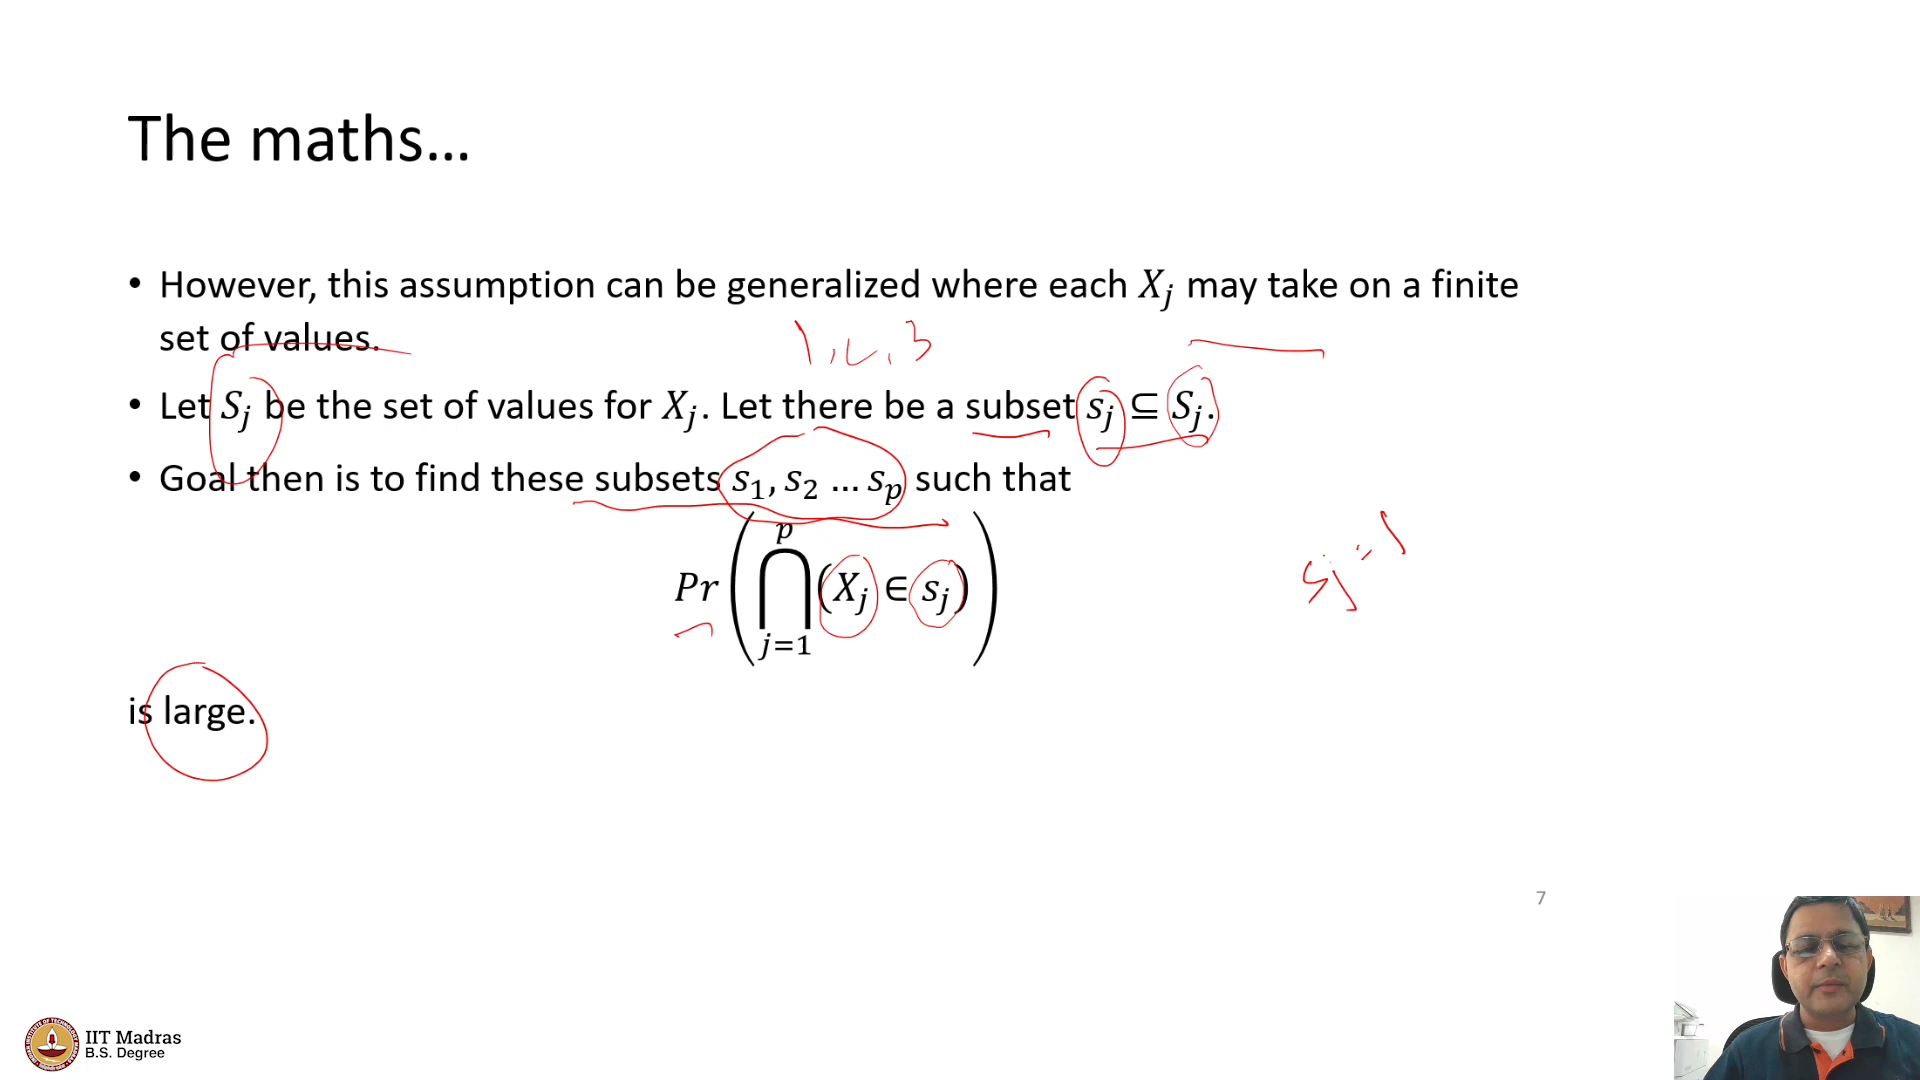 The maths...
• However, this assumption can be generalized where each Xj may take on a finite
set of values.
1, 2, 3
• Let Sj be the set of values for Xj. Let there be a subset sj ⊆ Sj.
• Goal then is to find these subsets s1, s2 ... sp such that
Pr(⋂_{j=1}^{p} (Xj ∈ sj))
sj = 1
is large.
7
IIT Madras
B.S. Degree